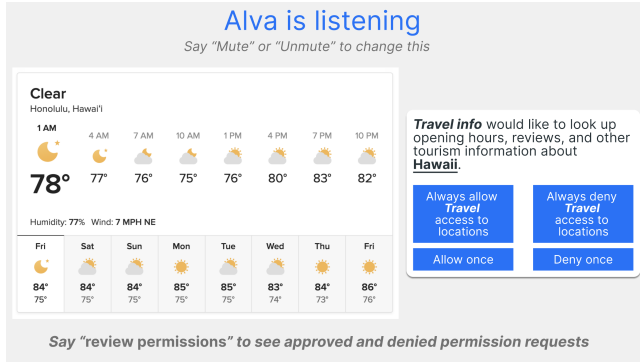 Alva is listening
Say “Mute” or “Unmute” to change this
Clear
Honolulu, Hawai'i
1 AM
4 AM
7 AM
10 AM
1 PM
4 PM
7 PM
10 PM
78°
77°
76°
75°
76°
80°
83°
82°
Humidity: 77% Wind: 7 MPH NE
Fri
Sat
Sun
Mon
Tue
Wed
Thu
Fri
84°
84°
84°
85°
85°
83°
84°
86°
75°
75°
75°
75°
75°
74°
73°
76°
Travel info would like to look up
opening hours, reviews, and other
tourism information about
Hawaii.
Always allow
Travel
access to
locations
Always deny
Travel
access to
locations
Allow once
Deny once
Say “review permissions” to see approved and denied permission requests